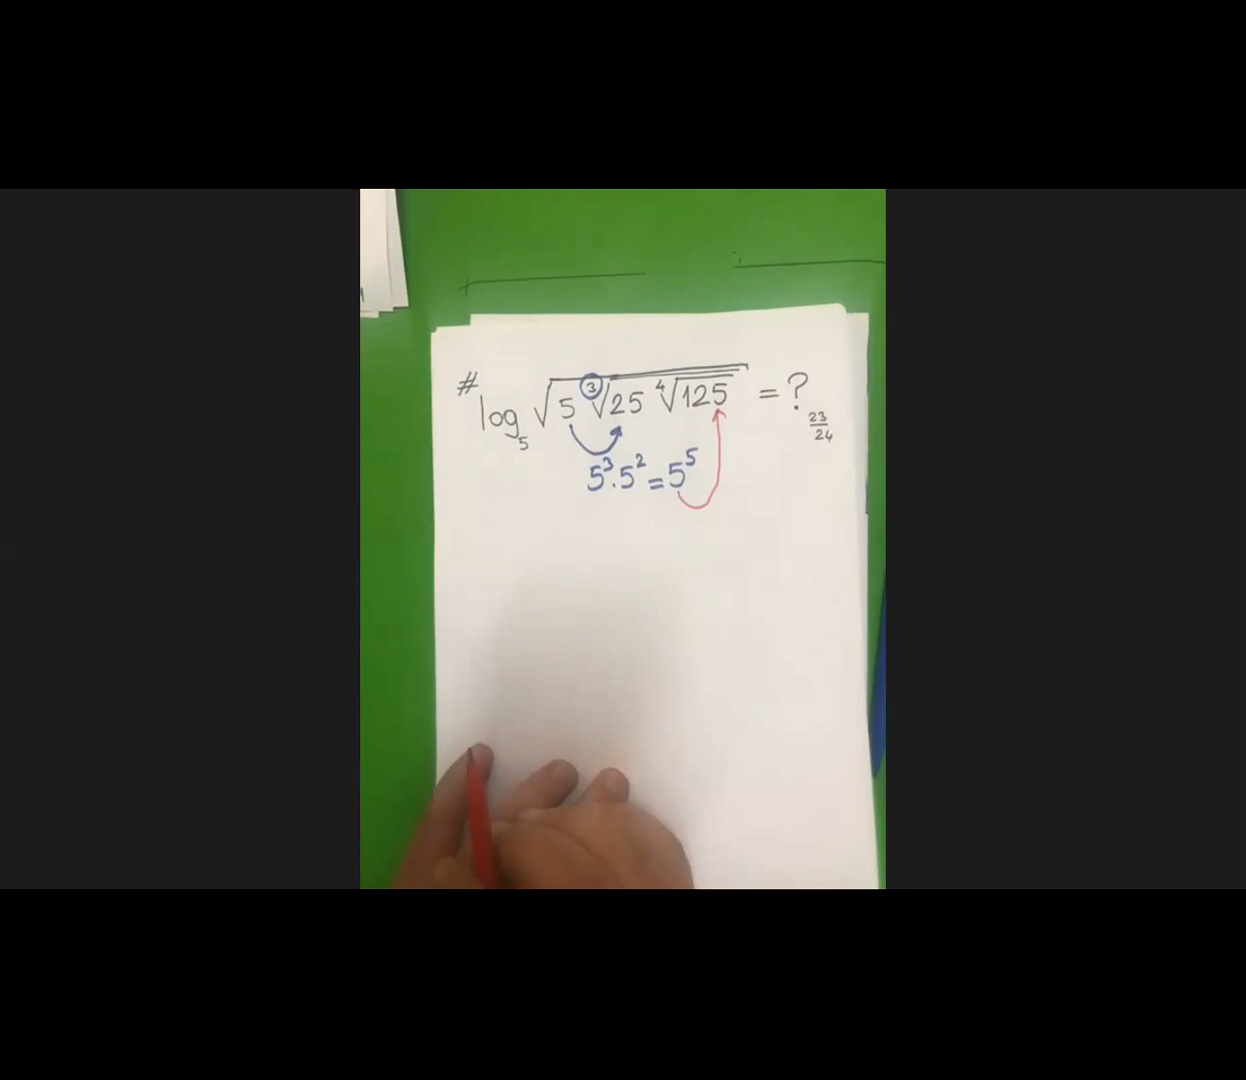 # log₅ √(5 ∛(25 ∜125)) = ?
23/24
5³.5² = 5⁵